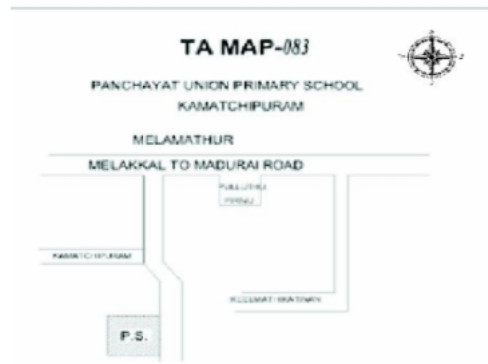 TA MAP-083
PANCHAYAT UNION PRIMARY SCHOOL
KAMATCHIPURAM
MELAMATHUR
MELAKKAL TO MADURAI ROAD
KAMATCHIPURAM
P.S.